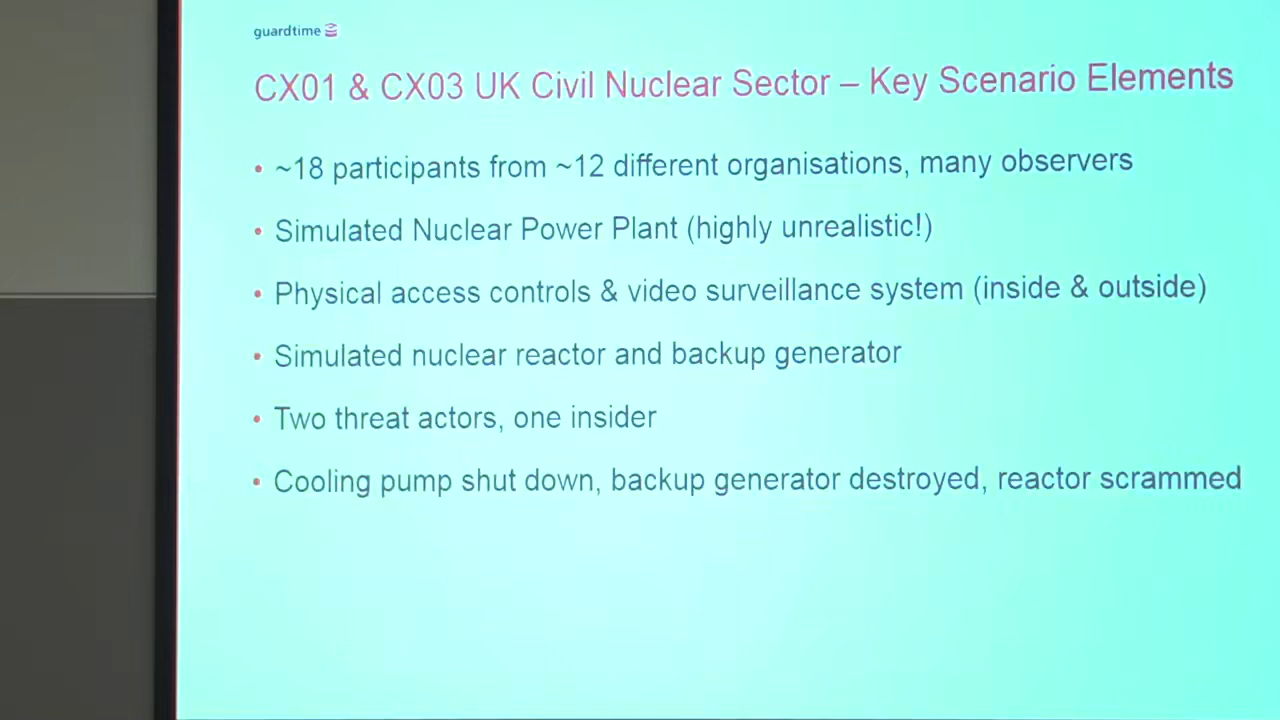 guardtime
CX01 & CX03 UK Civil Nuclear Sector – Key Scenario Elements
• ~18 participants from ~12 different organisations, many observers
• Simulated Nuclear Power Plant (highly unrealistic!)
• Physical access controls & video surveillance system (inside & outside)
• Simulated nuclear reactor and backup generator
• Two threat actors, one insider
• Cooling pump shut down, backup generator destroyed, reactor scrammed